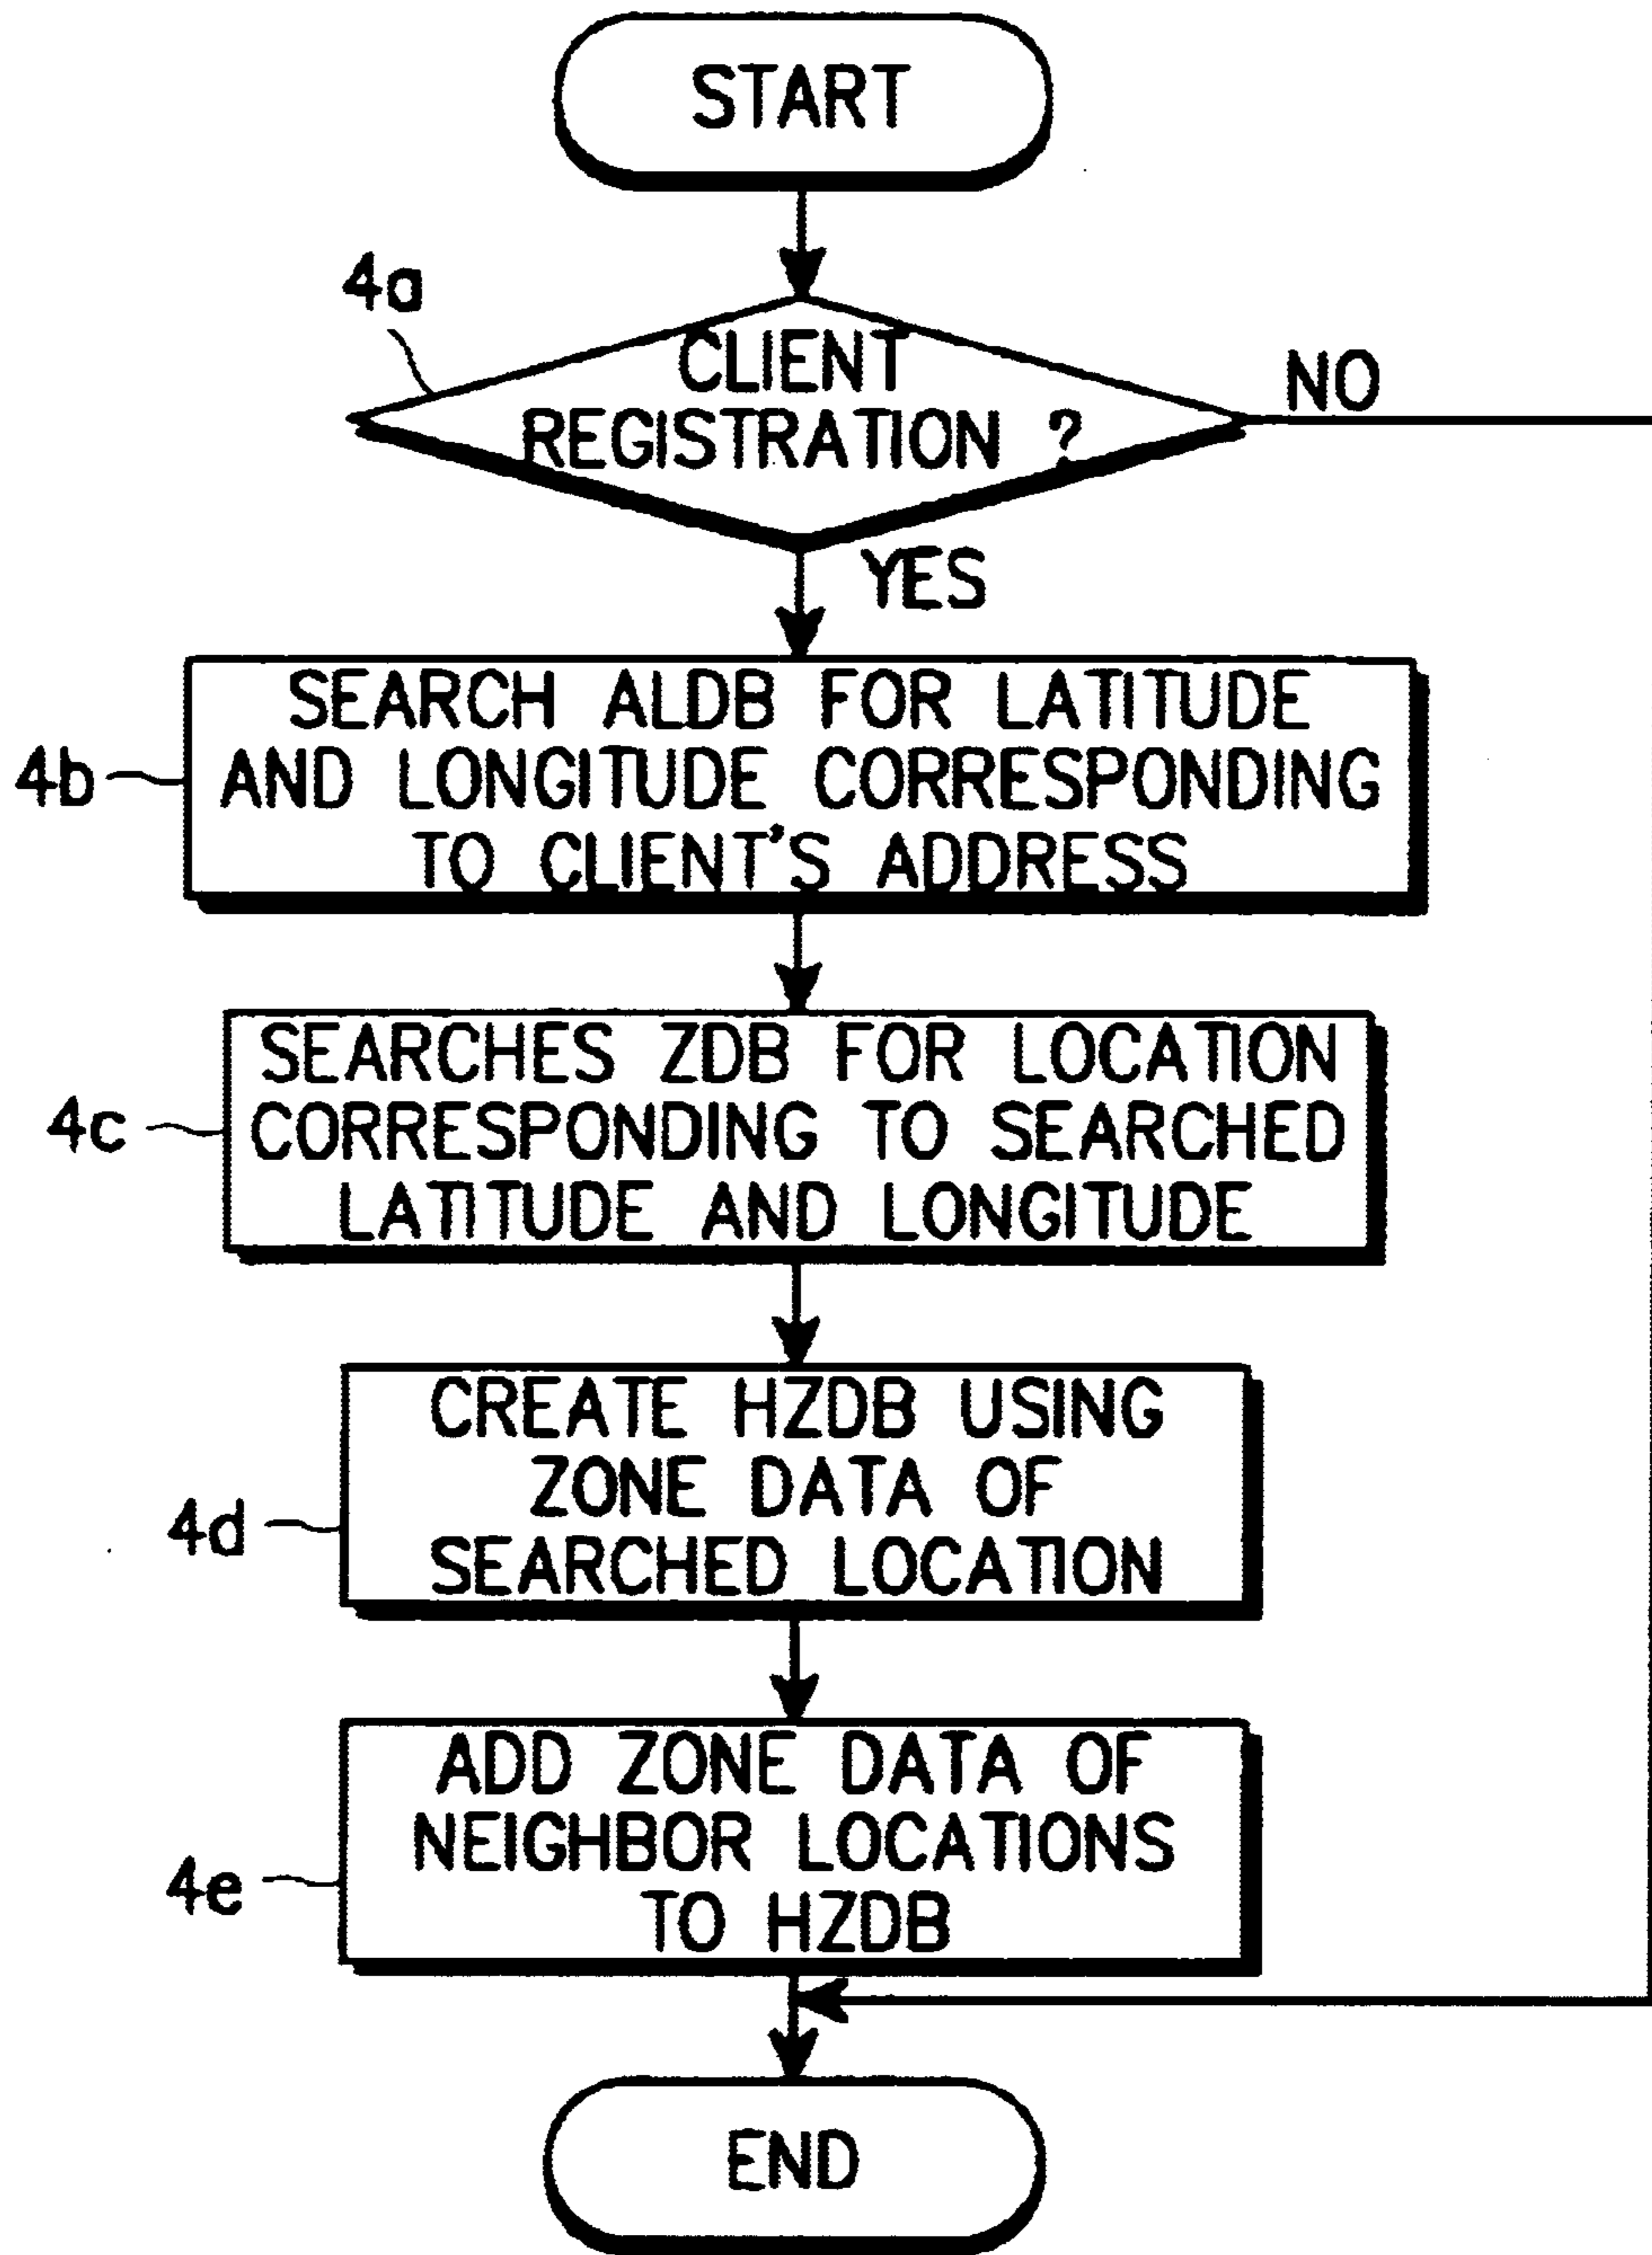 START
4a
CLIENT
REGISTRATION ?
NO
YES
4b
SEARCH ALDB FOR LATITUDE
AND LONGITUDE CORRESPONDING
TO CLIENT'S ADDRESS
4c
SEARCHES ZDB FOR LOCATION
CORRESPONDING TO SEARCHED
LATITUDE AND LONGITUDE
4d
CREATE HZDB USING
ZONE DATA OF
SEARCHED LOCATION
4e
ADD ZONE DATA OF
NEIGHBOR LOCATIONS
TO HZDB
END